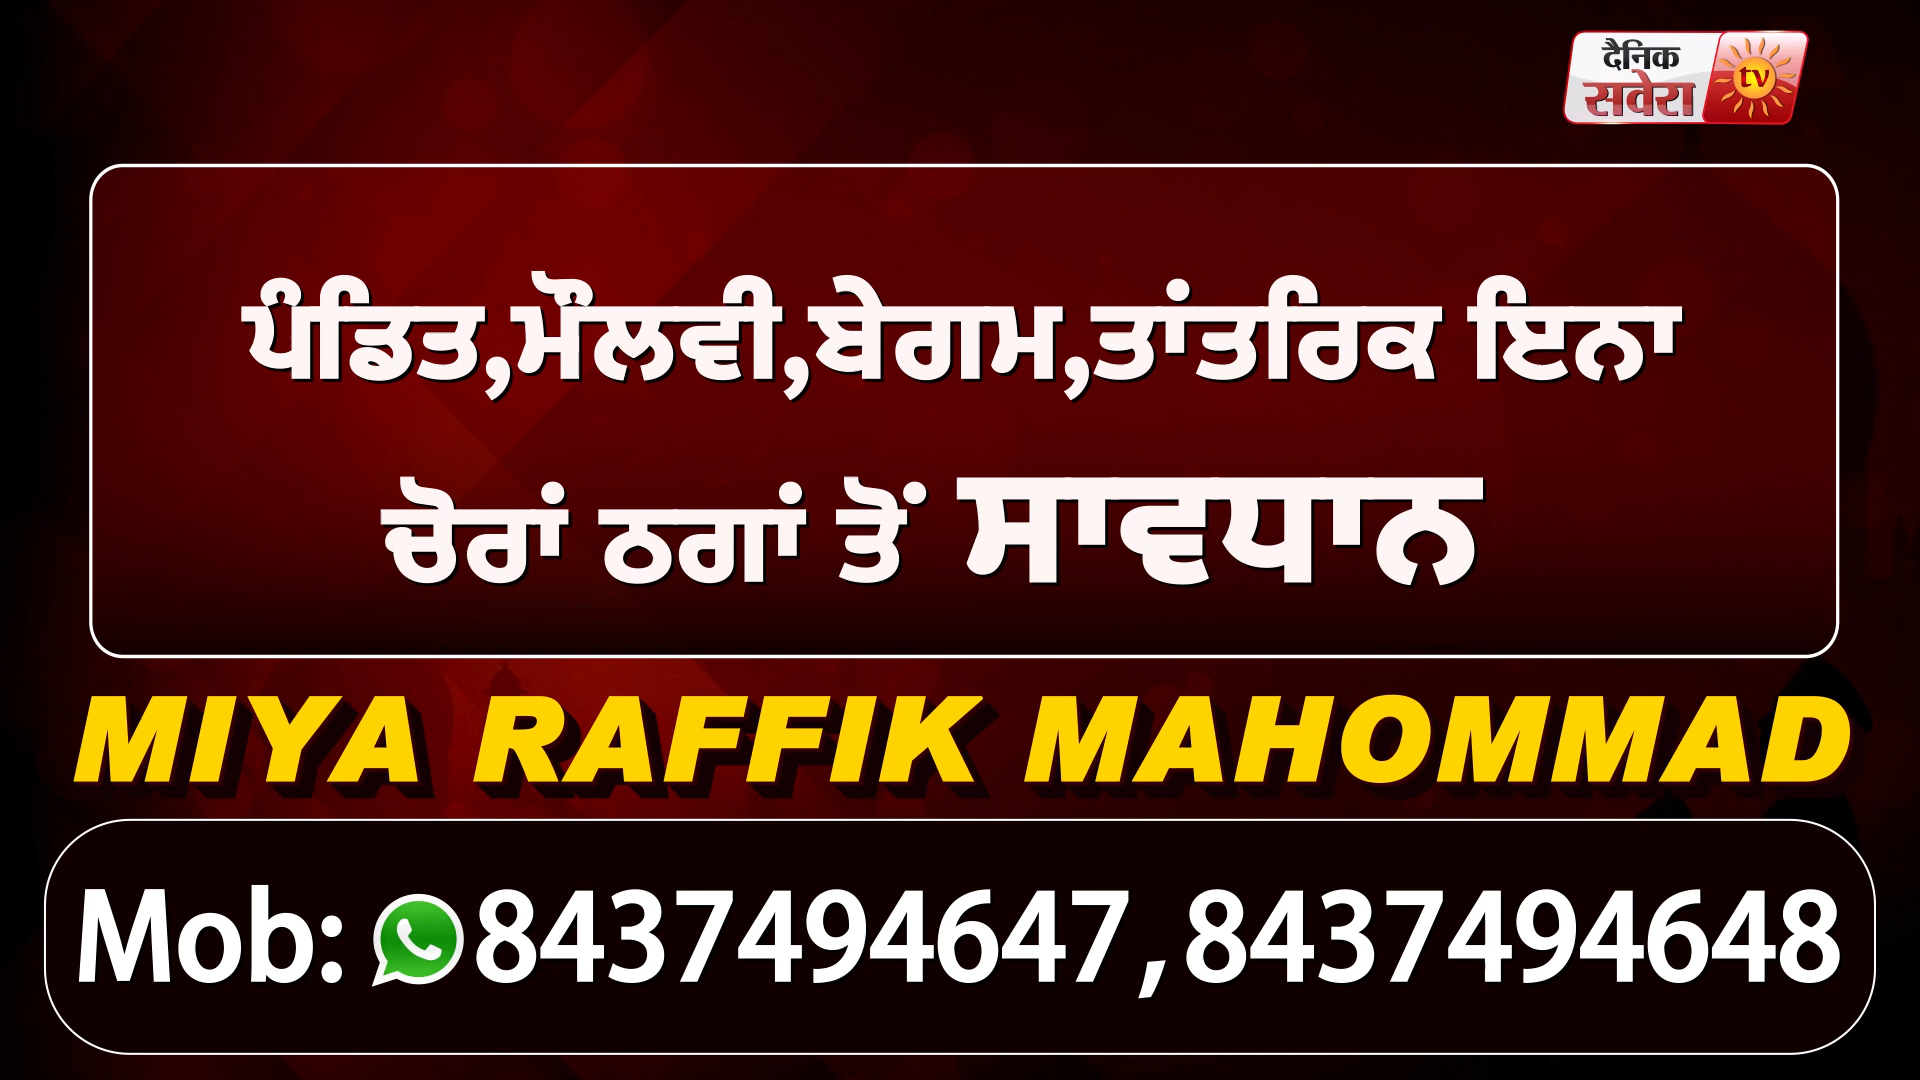 दैनिक
सवेरा
tv
ਪੰਡਿਤ,ਮੌਲਵੀ,ਬੇਗਮ,ਤਾਂਤਰਿਕ ਇਨਾ
ਚੋਰਾਂ ਠਗਾਂ ਤੋਂ ਸਾਵਧਾਨ
MIYA RAFFIK MAHOMMAD
Mob: 8437494647, 8437494648